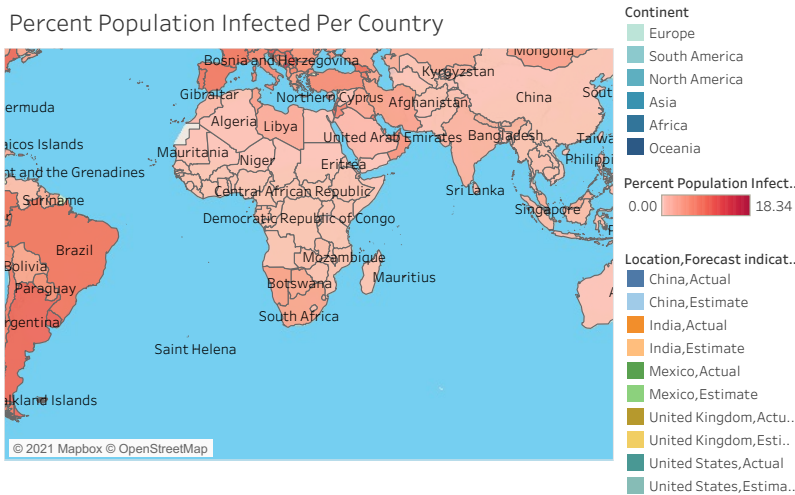 Percent Population Infected Per Country
Mongolia
Bosnia and Herzegovina
Kyrgyzstan
Gibraltar
Northern Cyprus
Afghanistan
China
Sout
ermuda
Algeria
Libya
United Arab Emirates
Bangladesh
Taiwa
aicos Islands
Mauritania
Niger
Eritrea
Philippi
nt and the Grenadines
Central African Republic
Sri Lanka
Suriname
Singapore
Democratic Republic of Congo
Brazil
Mozambique
Bolivia
Mauritius
Paraguay
Botswana
rgentina
South Africa
Saint Helena
alkland Islands
© 2021 Mapbox © OpenStreetMap
Continent
Europe
South America
North America
Asia
Africa
Oceania
Percent Population Infect..
0.00 18.34
Location,Forecast indicat..
China,Actual
China,Estimate
India,Actual
India,Estimate
Mexico,Actual
Mexico,Estimate
United Kingdom,Actu..
United Kingdom,Esti..
United States,Actual
United States,Estima..